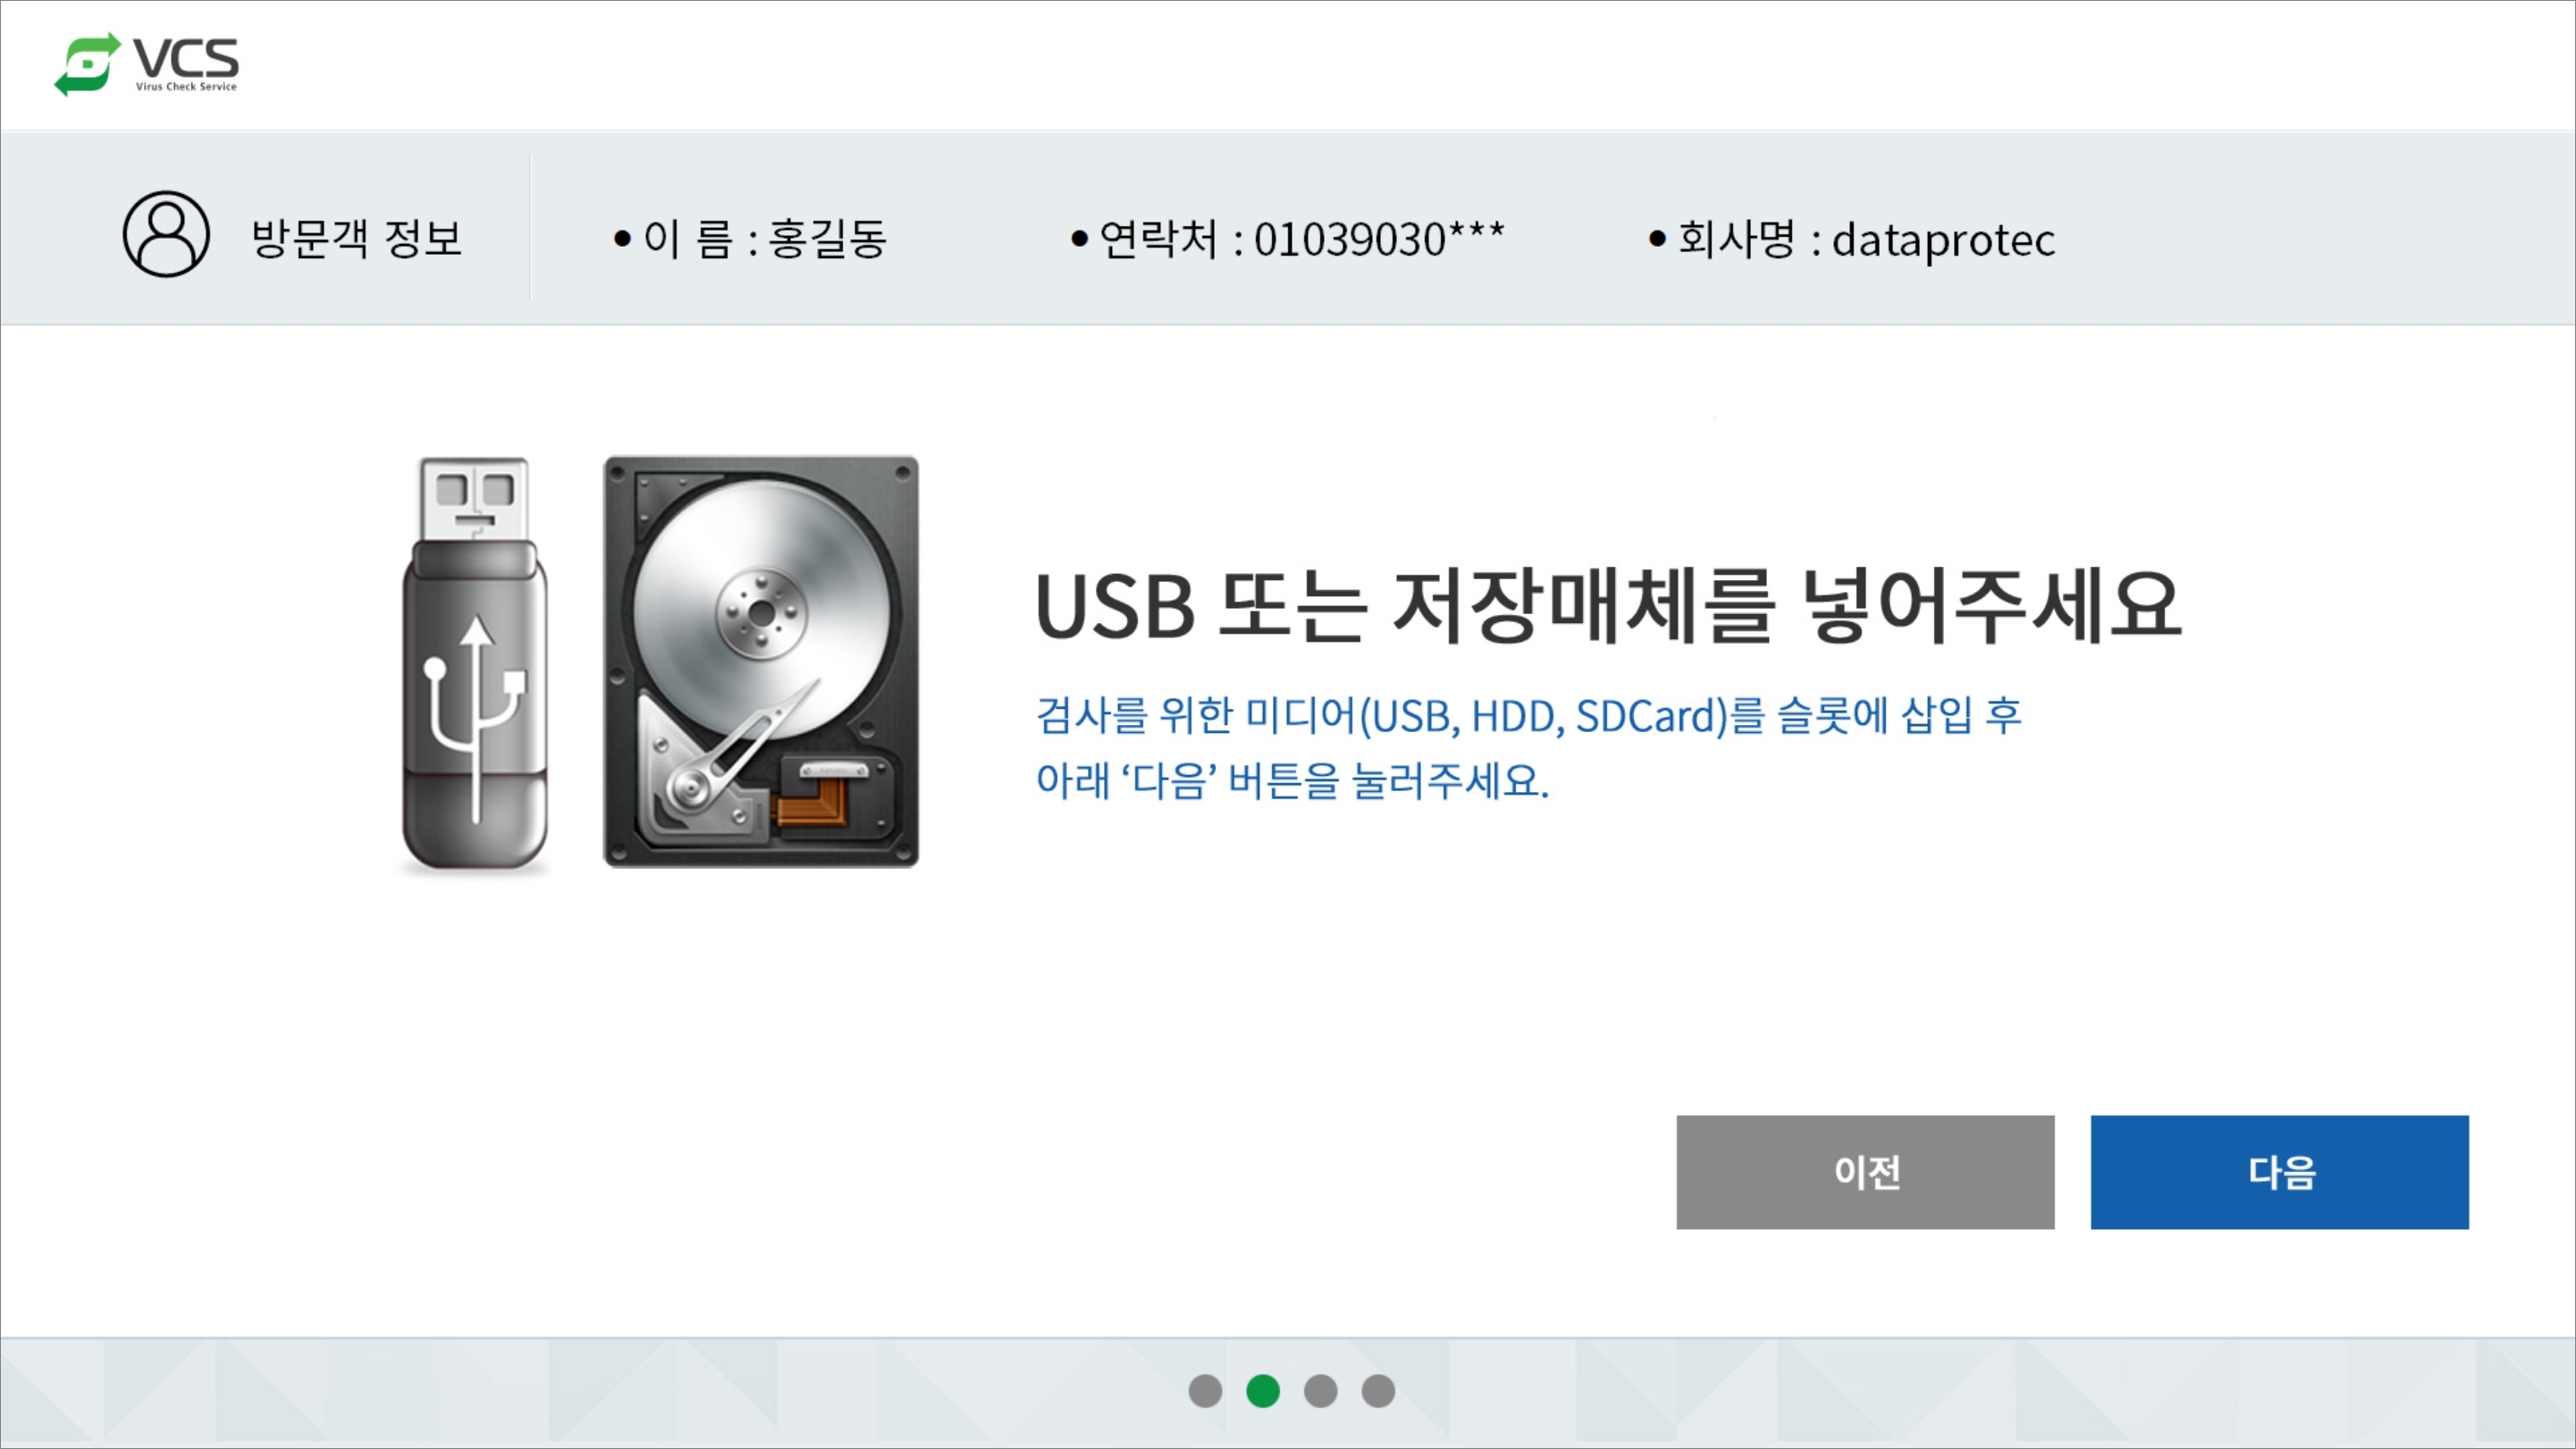 VCS
Virus Check Service
방문객 정보
• 이 름 : 홍길동
• 연락처 : 01039030***
• 회사명 : dataprotec
USB 또는 저장매체를 넣어주세요
검사를 위한 미디어(USB, HDD, SDCard)를 슬롯에 삽입 후
아래 ‘다음’ 버튼을 눌러주세요.
이전
다음